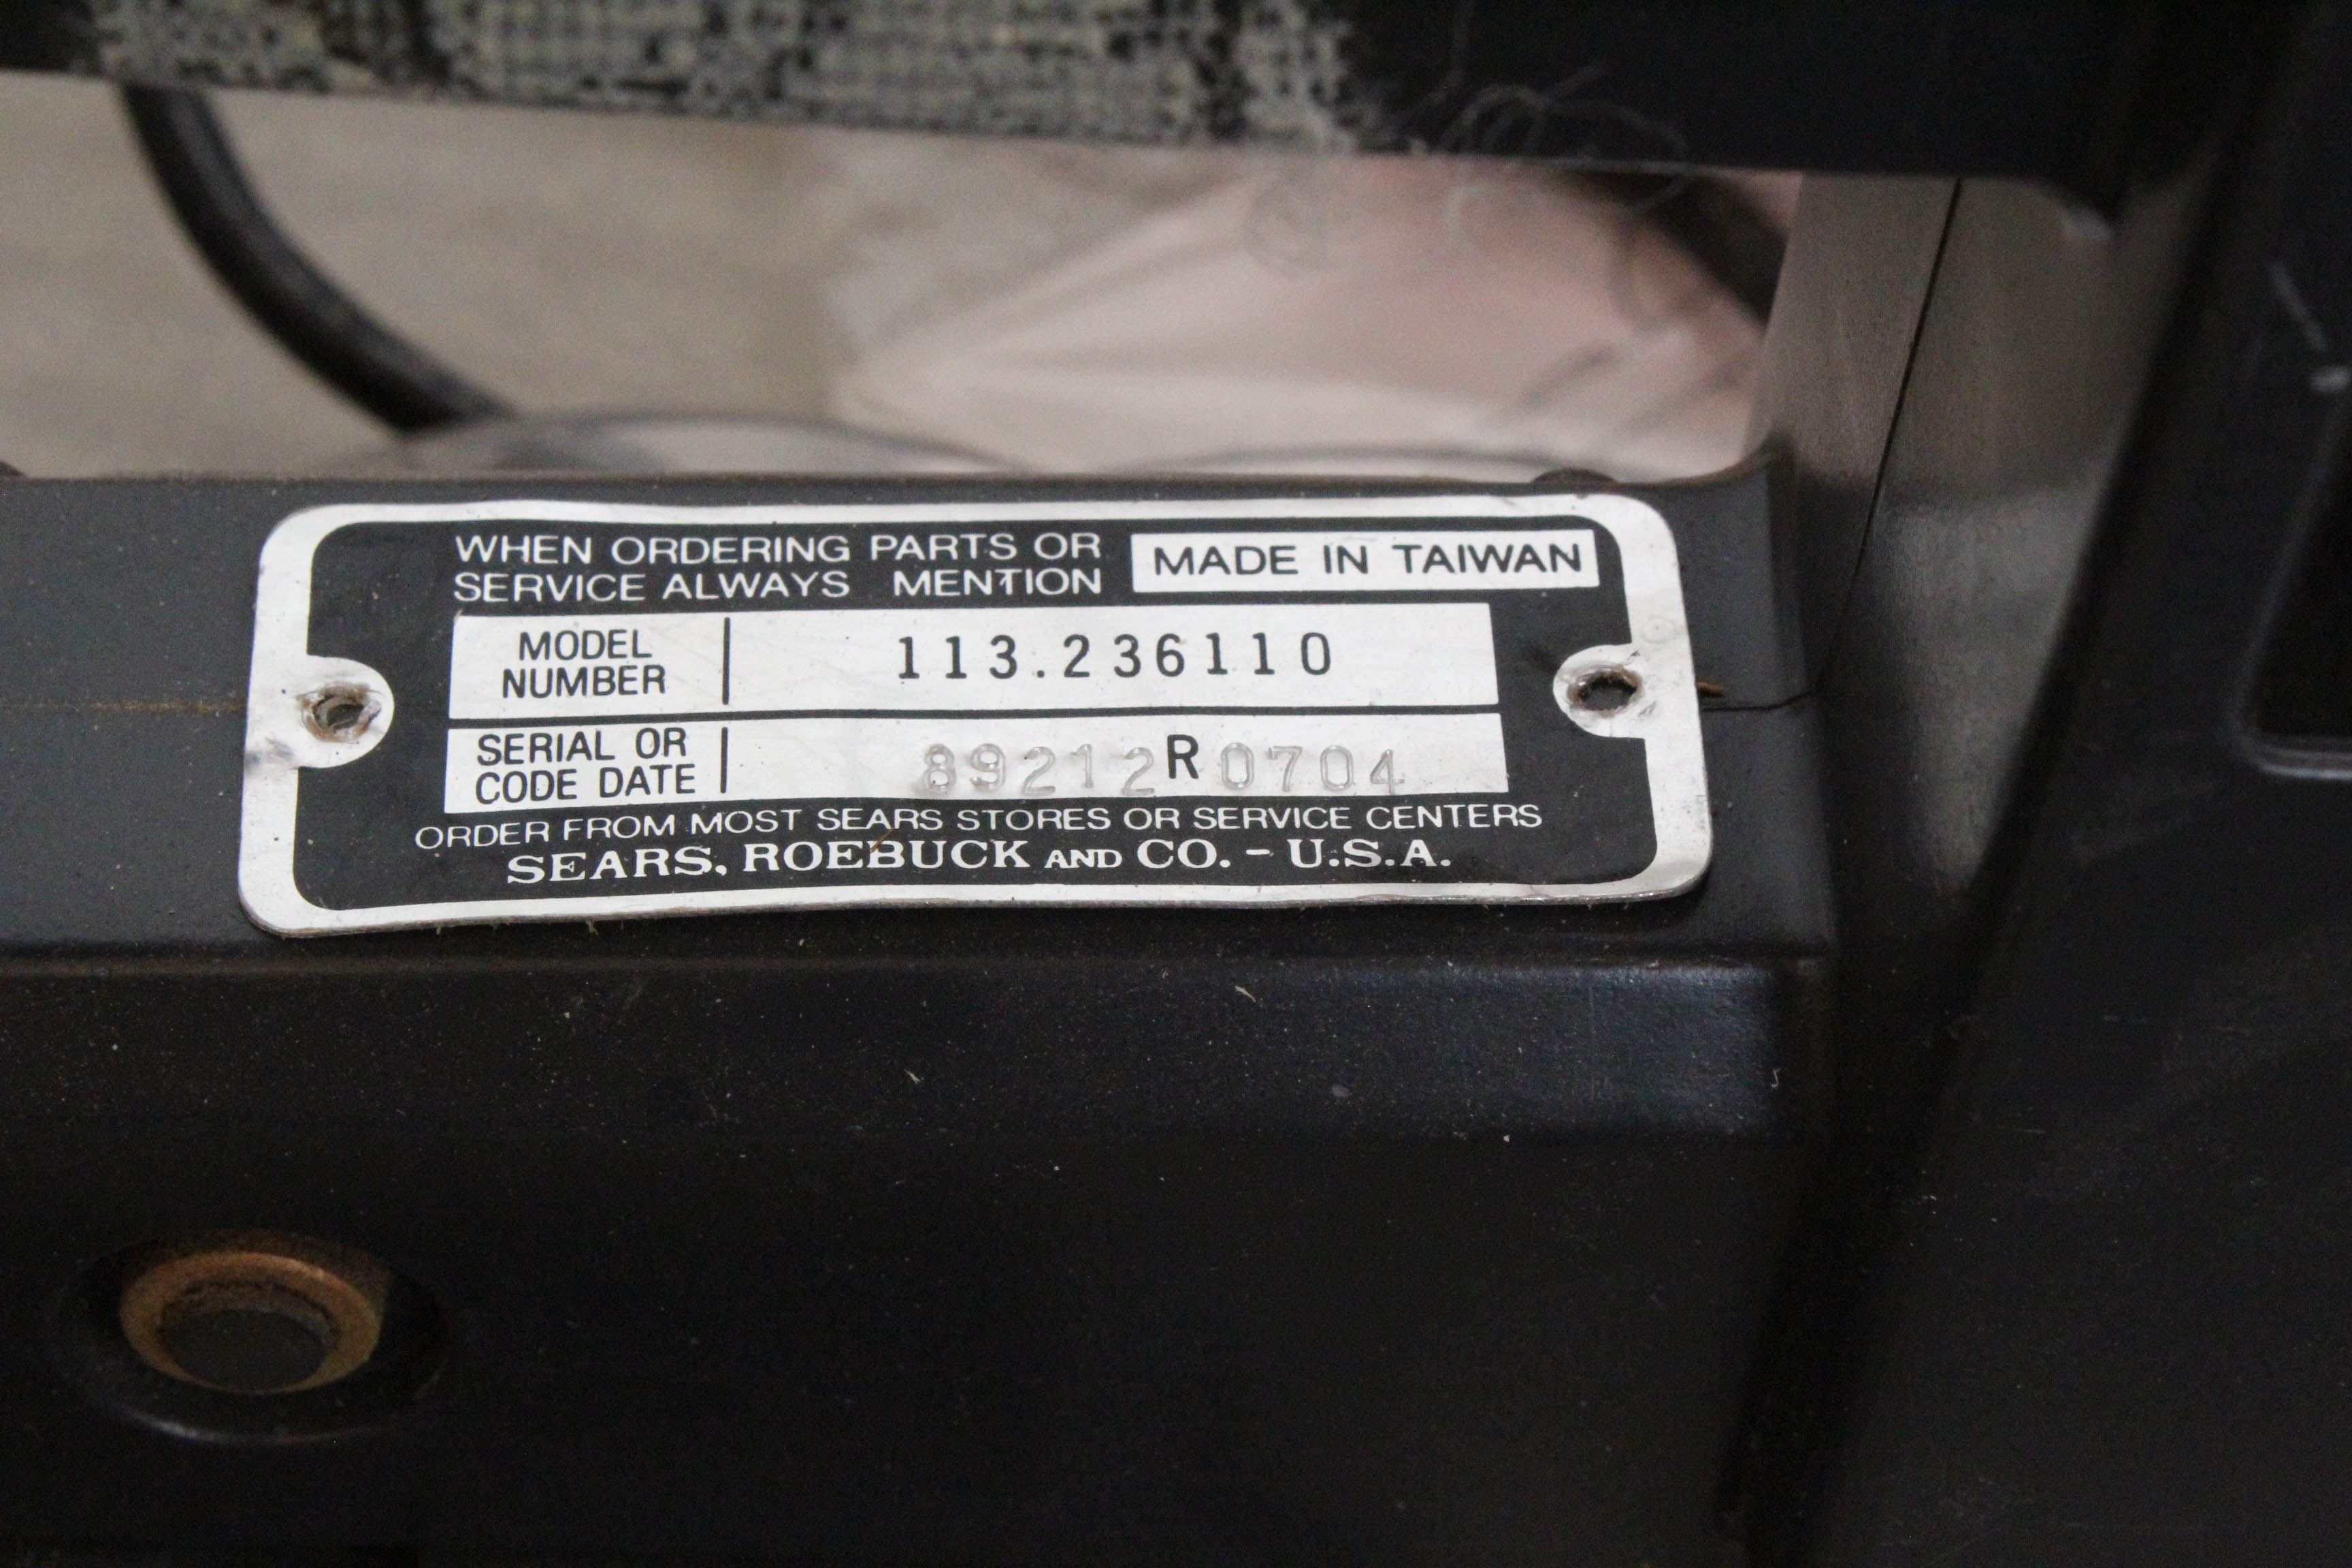 WHEN ORDERING PARTS OR
SERVICE ALWAYS MENTION
MADE IN TAIWAN
MODEL
NUMBER
113.236110
SERIAL OR
CODE DATE
89212R0704
ORDER FROM MOST SEARS STORES OR SERVICE CENTERS
SEARS, ROEBUCK AND CO. - U.S.A.